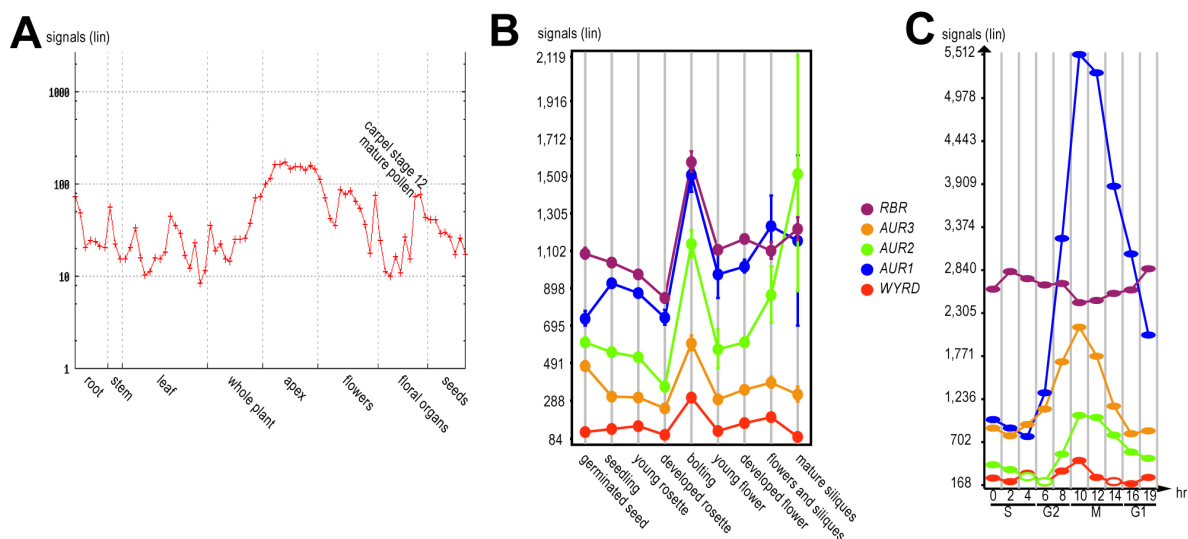 A
signals (lin)
1000
100
10
1
carpel stage 12
mature pollen
root
stem
leaf
whole plant
apex
flowers
floral organs
seeds
B
signals (lin)
2,119
1,916
1,712
1,509
1,305
1,102
898
695
491
288
84
germinated seed
seedling
young rosette
developed rosette
bolting
young flower
developed flower
flowers and siliques
mature siliques
RBR
AUR3
AUR2
AUR1
WYRD
C
signals (lin)
5,512
4,978
4,443
3,909
3,374
2,840
2,305
1,771
1,236
702
168
0 2 4 6 8 10 12 14 16 19 hr
S G2 M G1